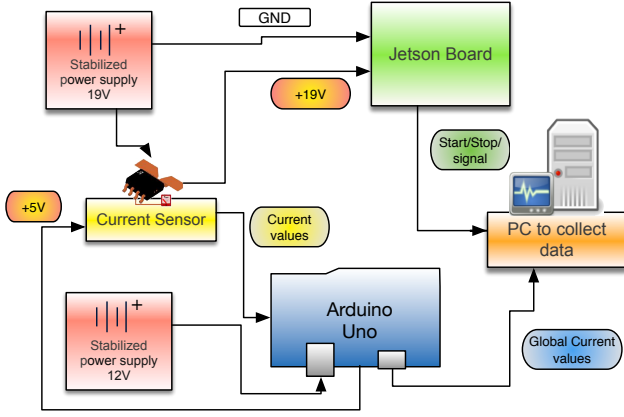 GND
+
Stabilized
power supply
19V
Jetson Board
+19V
Start/Stop/
signal
+5V
Current Sensor
Current
values
PC to collect
data
+
Stabilized
power supply
12V
Arduino
Uno
Global Current
values